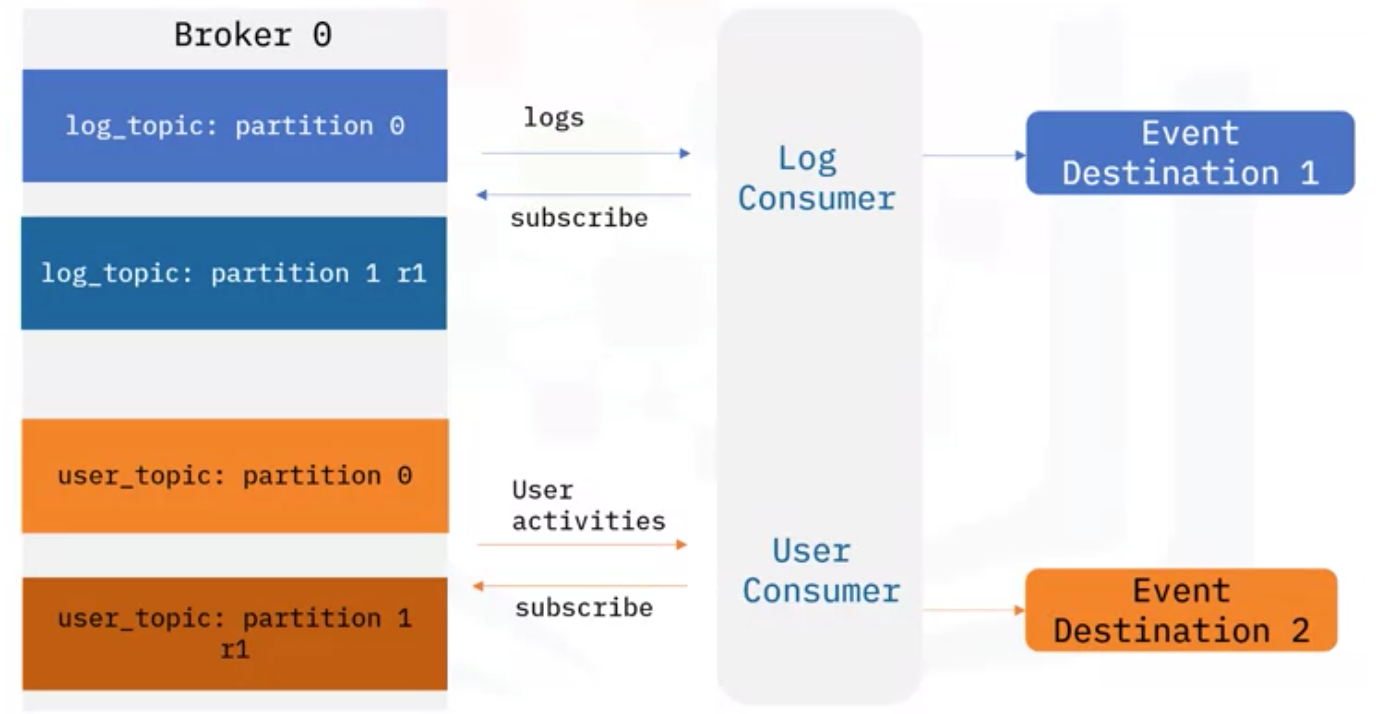 Broker 0
log_topic: partition 0
log_topic: partition 1 r1
user_topic: partition 0
user_topic: partition 1
r1
logs
subscribe
User
activities
subscribe
Log
Consumer
User
Consumer
Event
Destination 1
Event
Destination 2